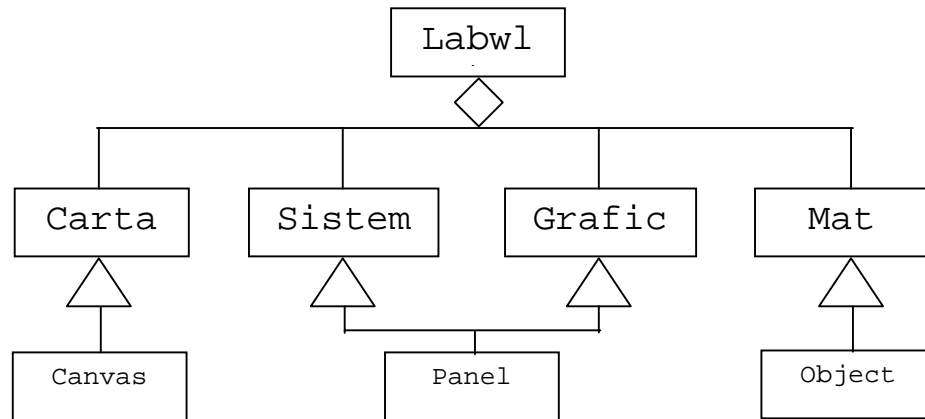 Labwl
Carta
Sistem
Grafic
Mat
Canvas
Panel
Object